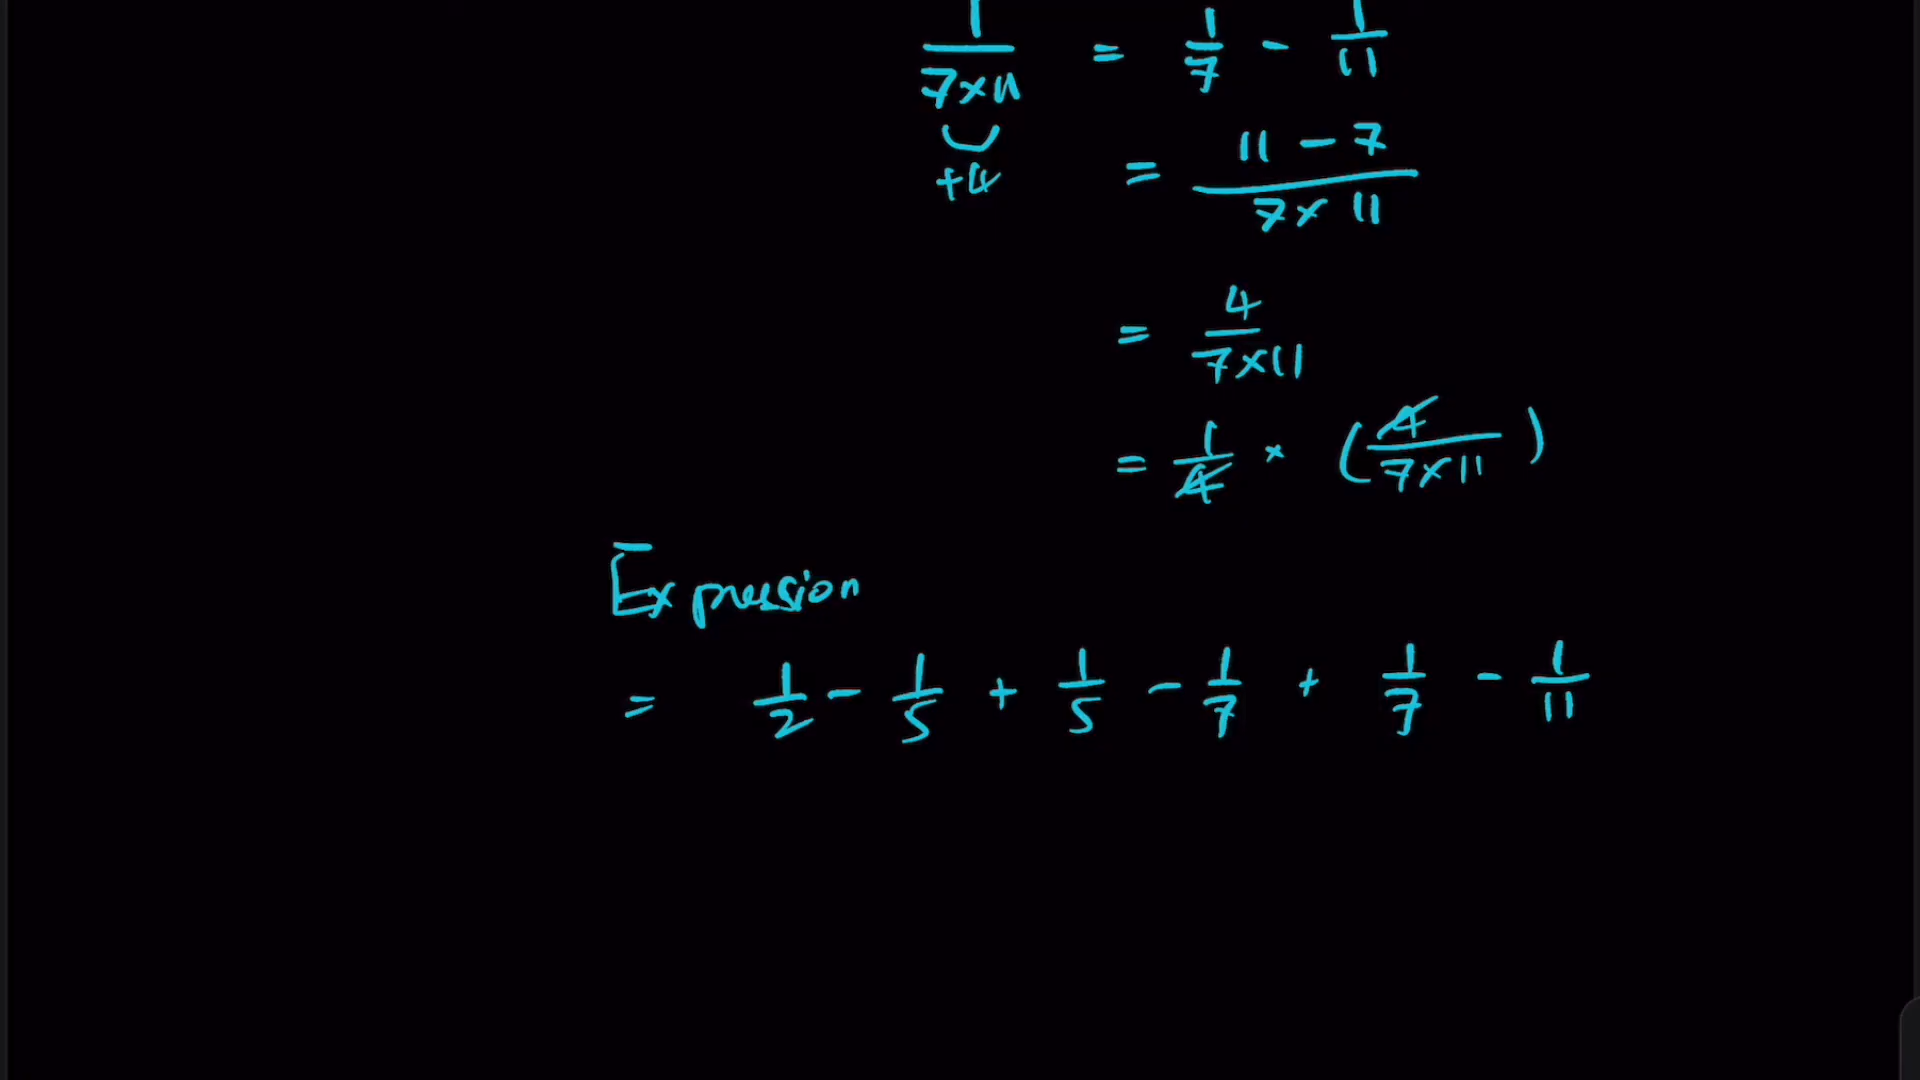 1/(7×11) = 1/7 - 1/11
+4
= (11 - 7)/(7×11)
= 4/(7×11)
= 1/4 × (4/(7×11))
Expression
= 1/2 - 1/5 + 1/5 - 1/7 + 1/7 - 1/11